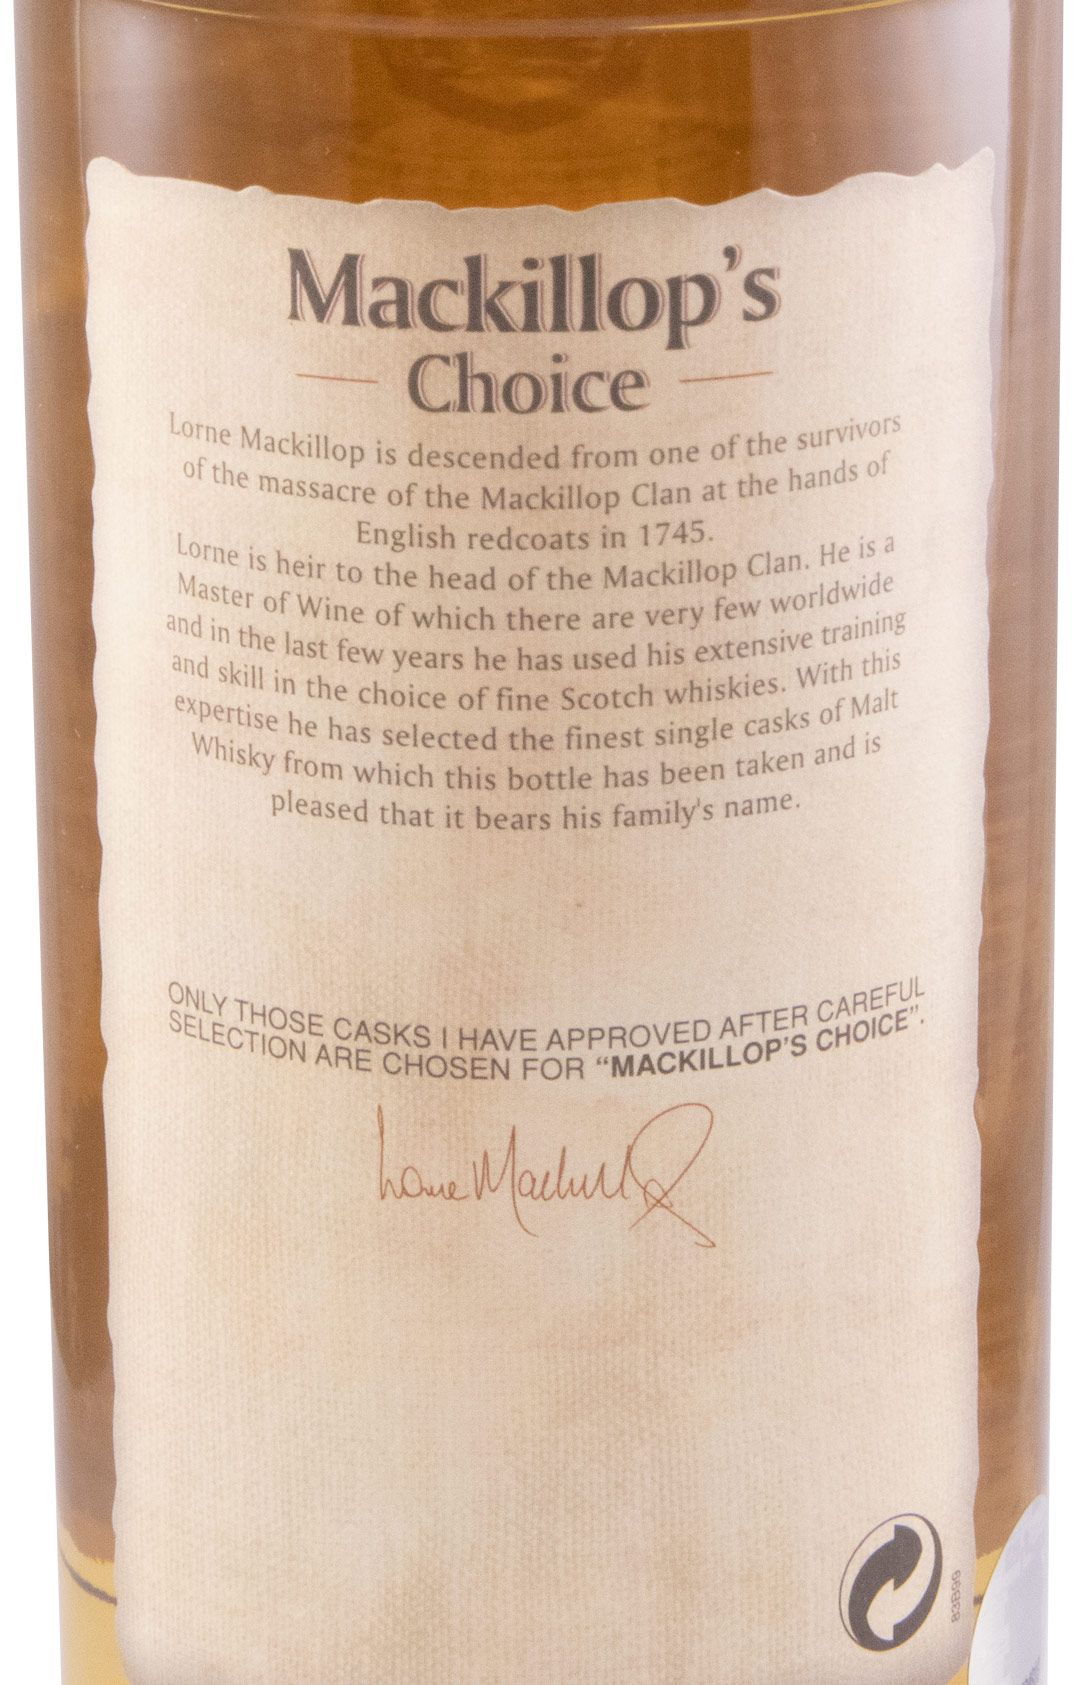 Mackillop's
Choice
Lorne Mackillop is descended from one of the survivors
of the massacre of the Mackillop Clan at the hands of
English redcoats in 1745.
Lorne is heir to the head of the Mackillop Clan. He is a
Master of Wine of which there are very few worldwide
and in the last few years he has used his extensive training
and skill in the choice of fine Scotch whiskies. With this
expertise he has selected the finest single casks of Malt
Whisky from which this bottle has been taken and is
pleased that it bears his family's name.
ONLY THOSE CASKS I HAVE APPROVED AFTER CAREFUL
SELECTION ARE CHOSEN FOR “MACKILLOP'S CHOICE”.
Lorne Mackillop
83B99